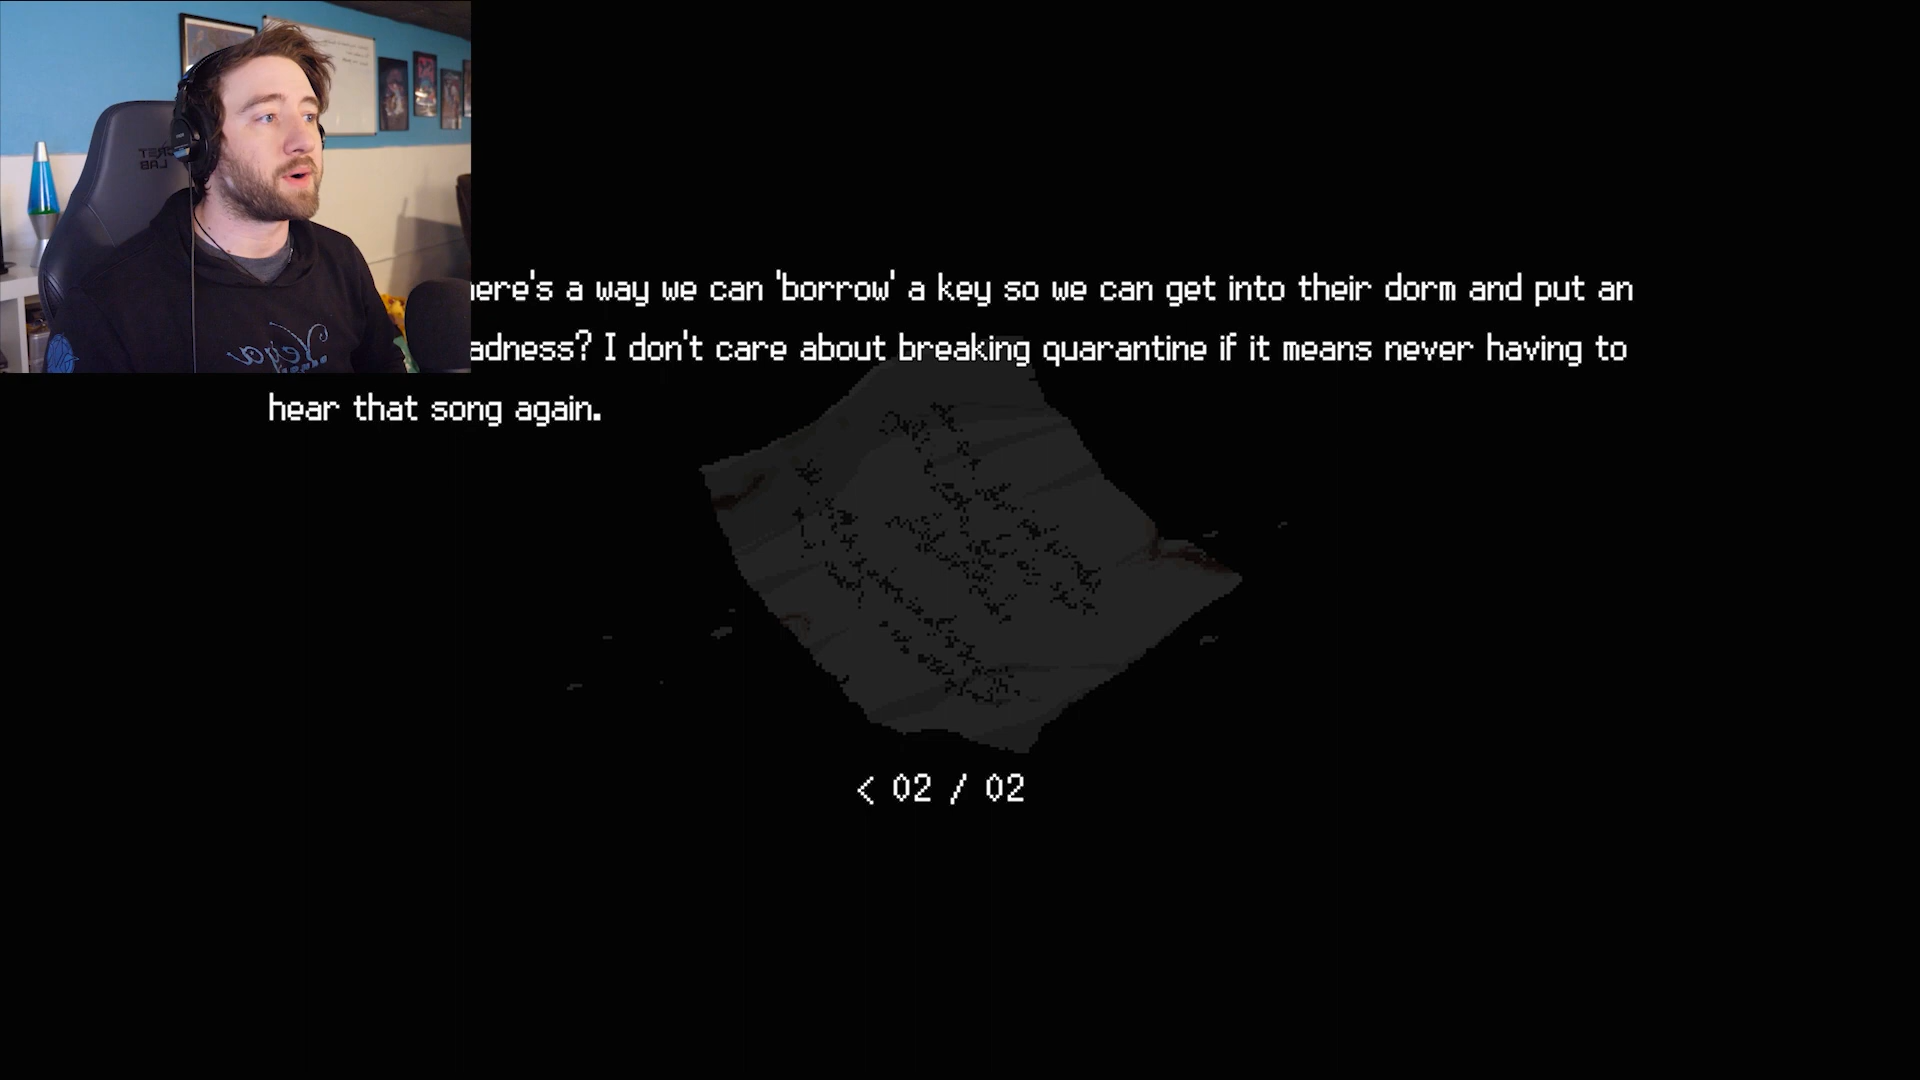 here's a way we can 'borrow' a key so we can get into their dorm and put an
adness? I don't care about breaking quarantine if it means never having to
hear that song again.
< 02 / 02